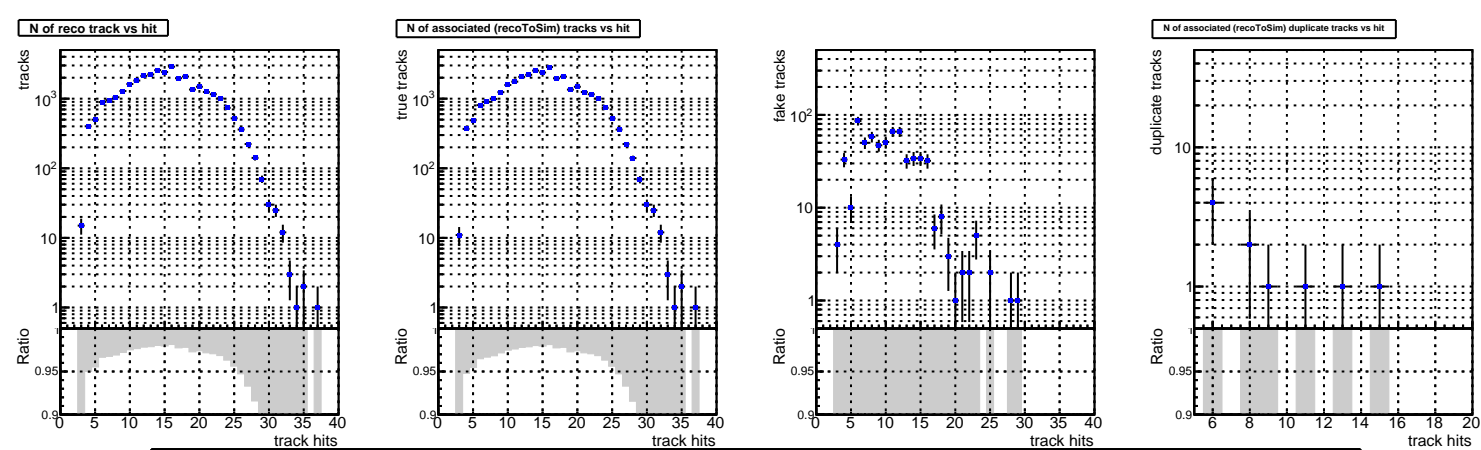 N of reco track vs hit
N of associated (recoToSim) tracks vs hit
N of associated (recoToSim) duplicate tracks vs hit
tracks
10³
10²
10
1
Ratio
1
0.95
0.9
0 5 10 15 20 25 30 35 40
track hits
true tracks
10³
10²
10
1
Ratio
1
0.95
0.9
0 5 10 15 20 25 30 35 40
track hits
fake tracks
10²
10
1
Ratio
1
0.95
0.9
0 5 10 15 20 25 30 35 40
track hits
duplicate tracks
10
1
Ratio
1
0.95
0.9
6 8 10 12 14 16 18 20
track hits